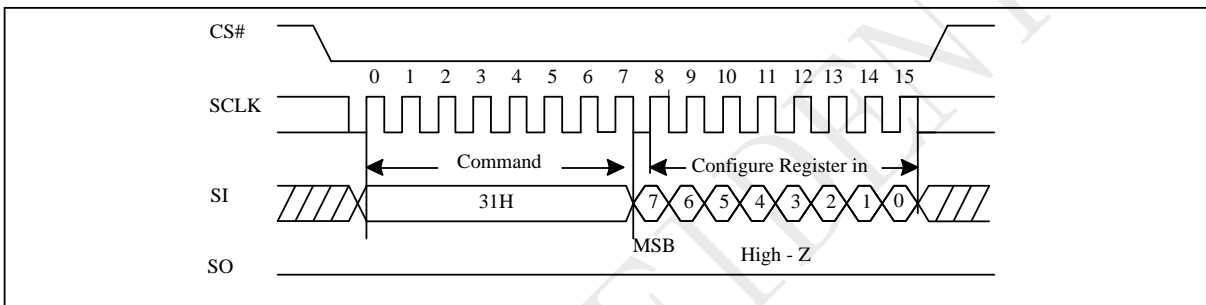 CS#
0 1 2 3 4 5 6 7 8 9 10 11 12 13 14 15
SCLK
Command
Configure Register in
SI
31H
7 6 5 4 3 2 1 0
MSB
High - Z
SO